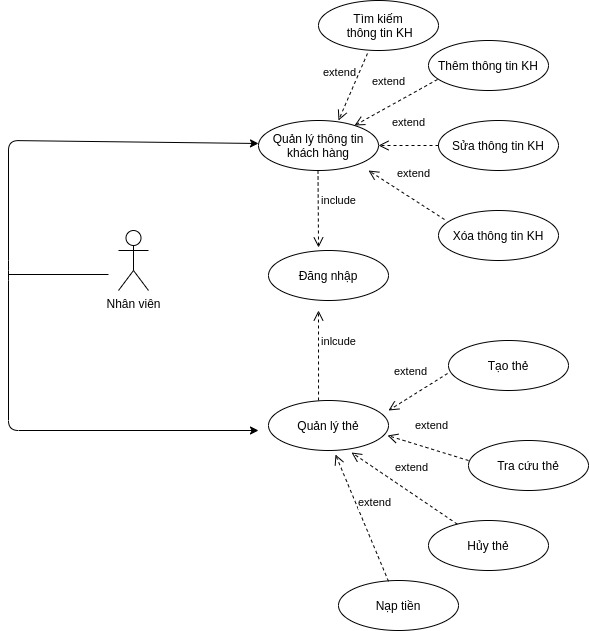 Tìm kiếm
thông tin KH
extend
extend
Thêm thông tin KH
extend
Quản lý thông tin
khách hàng
Sửa thông tin KH
extend
include
Xóa thông tin KH
Đăng nhập
Nhân viên
inlcude
extend
Tạo thẻ
Quản lý thẻ
extend
Tra cứu thẻ
extend
extend
Hủy thẻ
Nạp tiền